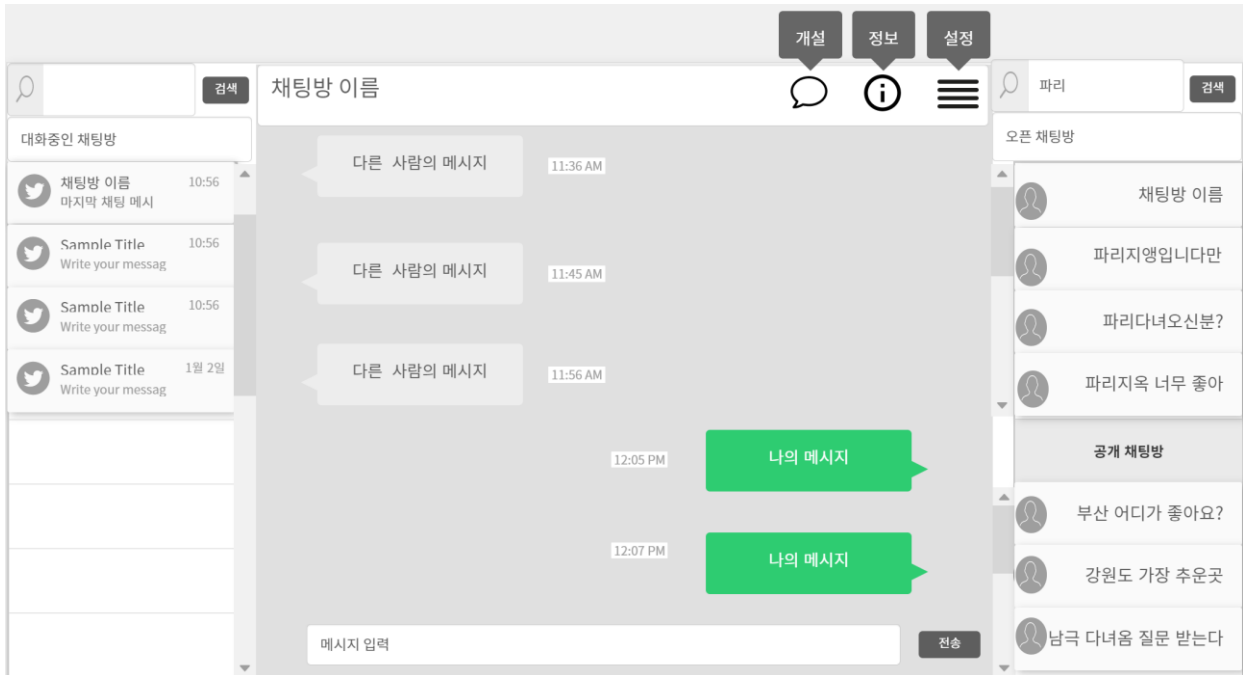 개설
정보
설정
검색
대화중인 채팅방
채팅방 이름
10:56
마지막 채팅 메시
Sample Title
10:56
Write your messag
Sample Title
10:56
Write your messag
Sample Title
1월 2일
Write your messag
채팅방 이름
다른 사람의 메시지
11:36 AM
다른 사람의 메시지
11:45 AM
다른 사람의 메시지
11:56 AM
12:05 PM
나의 메시지
12:07 PM
나의 메시지
메시지 입력
전송
파리
검색
오픈 채팅방
채팅방 이름
파리지앵입니다만
파리다녀오신분?
파리지옥 너무 좋아
공개 채팅방
부산 어디가 좋아요?
강원도 가장 추운곳
남극 다녀옴 질문 받는다